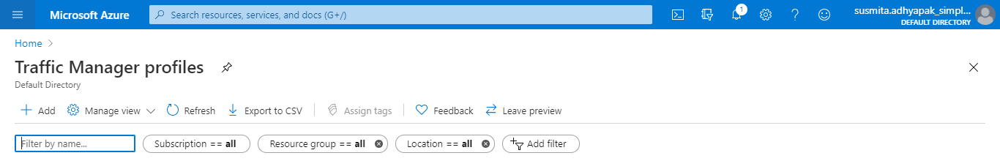 Microsoft Azure Search resources, services, and docs (G+/) 1 susmita.adhyapak_simpl...
DEFAULT DIRECTORY
Home
Traffic Manager profiles
Default Directory
Add Manage view Refresh Export to CSV Assign tags Feedback Leave preview
Filter by name... Subscription == all Resource group == all Location == all Add filter